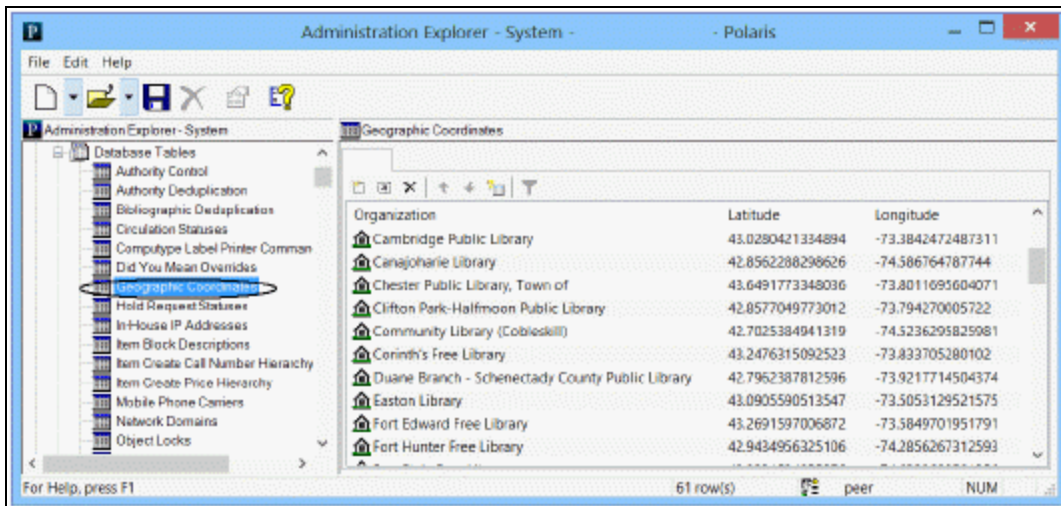 Administration Explorer - System - - Polaris
File Edit Help
Administration Explorer - System
Database Tables
Authority Control
Authority Deduplication
Bibliographic Deduplication
Circulation Statuses
Computype Label Printer Comman
Did You Mean Overrides
Geographic Coordinates
Hold Request Statuses
In-House IP Addresses
Item Block Descriptions
Item Create Call Number Hierarchy
Item Create Price Hierarchy
Mobile Phone Carriers
Network Domains
Object Locks
Geographic Coordinates
Organization Latitude Longitude
Cambridge Public Library 43.0280421334894 -73.3842472487311
Canajoharie Library 42.8562288298626 -74.586764787744
Chester Public Library, Town of 43.6491773348036 -73.8011695604071
Clifton Park-Halfmoon Public Library 42.8577049773012 -73.794270005722
Community Library (Cobleskill) 42.7025384941319 -74.5236295829981
Corinth's Free Library 43.2476315092523 -73.833705280102
Duane Branch - Schenectady County Public Library 42.7962387812596 -73.9217714504374
Easton Library 43.0905590513547 -73.5053129521575
Fort Edward Free Library 43.2691597006872 -73.5849701951791
Fort Hunter Free Library 42.9434956325106 -74.2856267312593
For Help, press F1 61 row(s) peer NUM